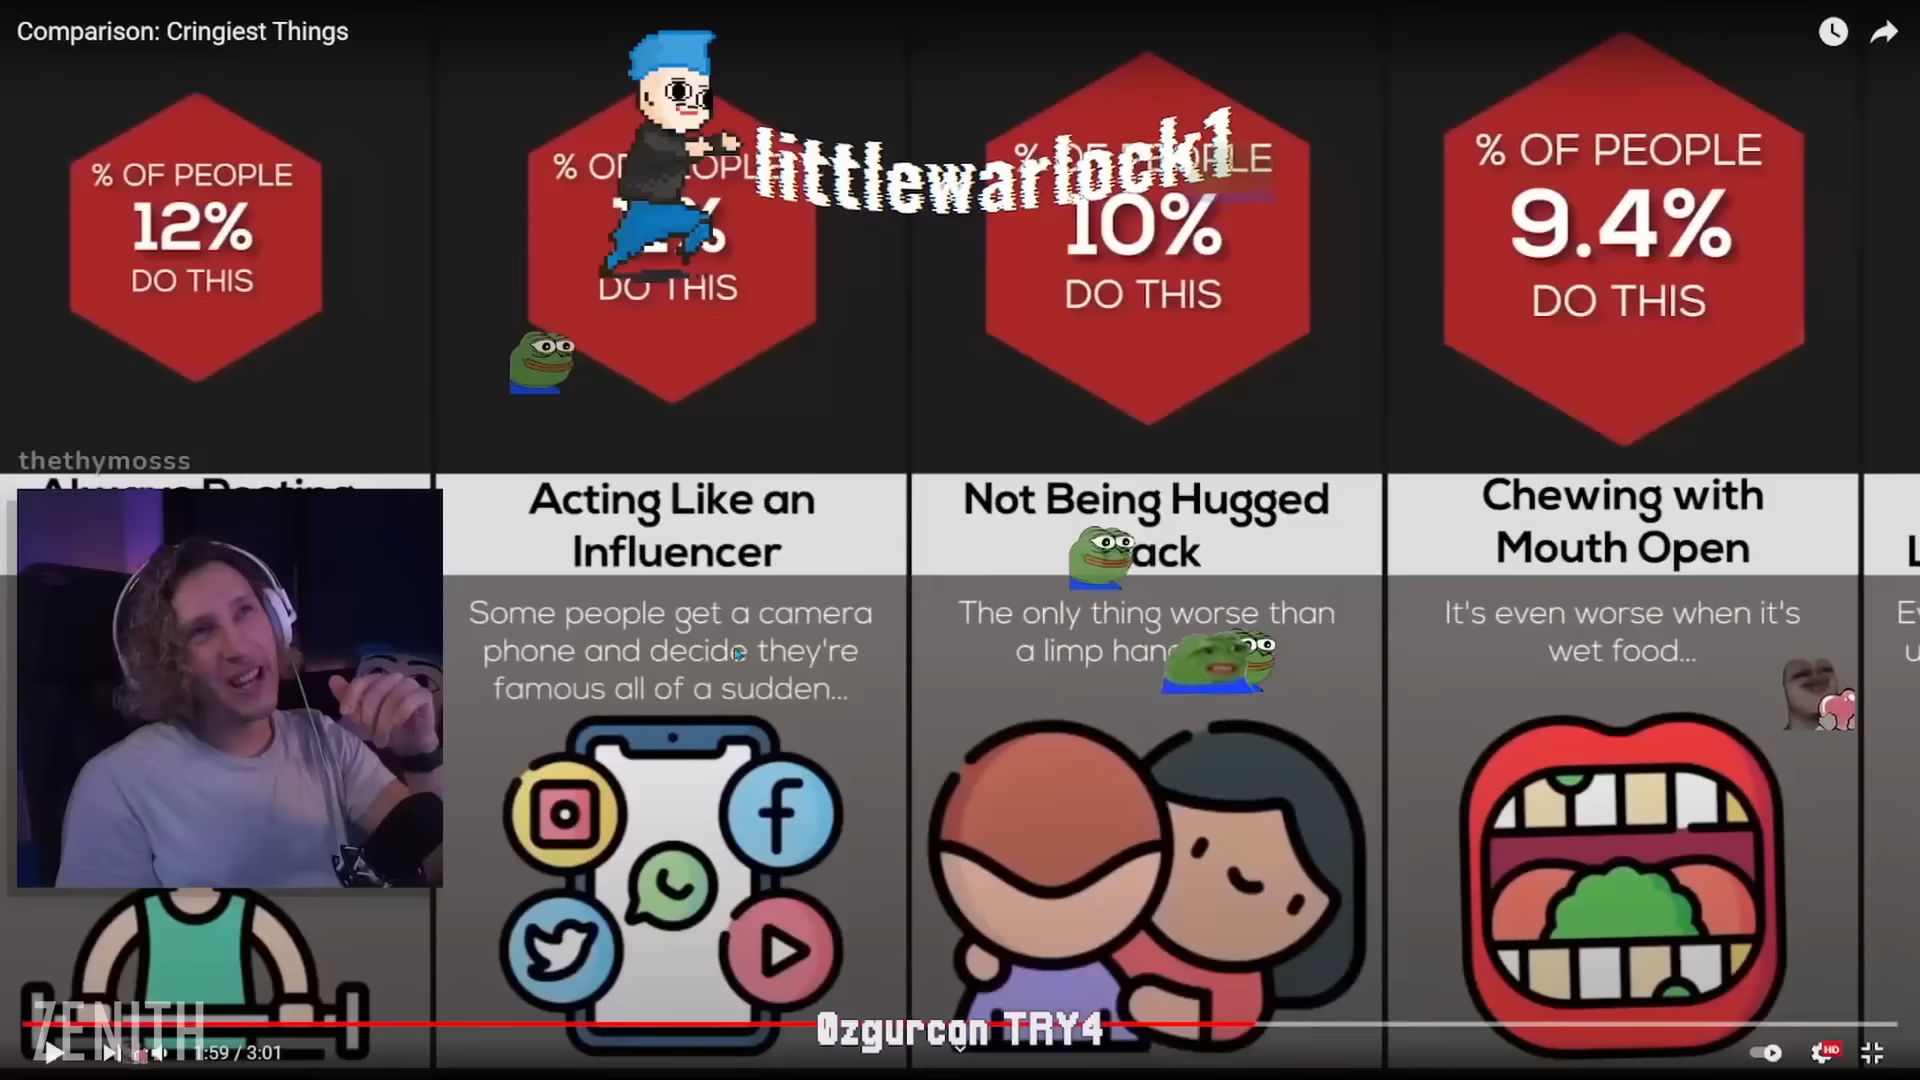 Comparison: Cringiest Things
% OF PEOPLE
12%
DO THIS
DO THIS
littlewarlock1
10%
DO THIS
% OF PEOPLE
9.4%
DO THIS
thethymosss
Acting Like an
Influencer
Some people get a camera
phone and decide they're
famous all of a sudden...
Not Being Hugged
The only thing worse than
a limp
Chewing with
Mouth Open
It's even worse when it's
wet food...
ZENITH
0zgurcan TRY4
1:59 / 3:01
HD